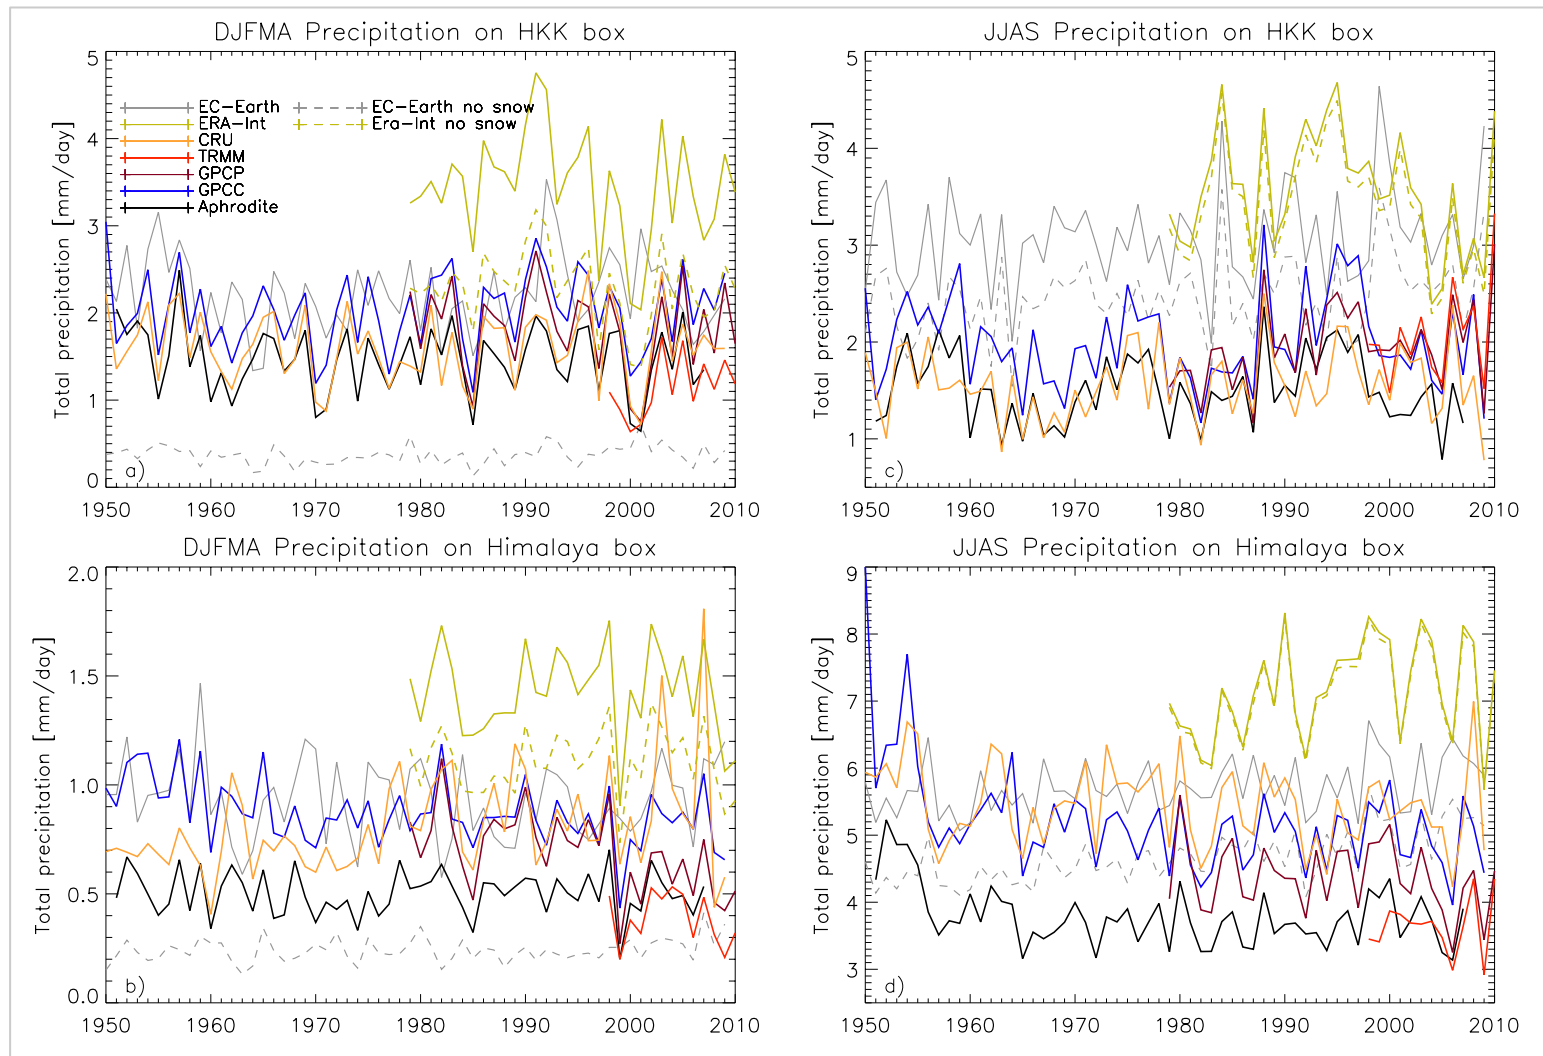 DJFMA Precipitation on HKK box
5
4
3
2
1
0
Total precipitation [mm/day]
EC-Earth
EC-Earth no snow
ERA-Int
Era-Int no snow
CRU
TRMM
GPCP
GPCC
Aphrodite
a)
1950 1960 1970 1980 1990 2000 2010
JJAS Precipitation on HKK box
5
4
3
2
1
Total precipitation [mm/day]
c)
1950 1960 1970 1980 1990 2000 2010
DJFMA Precipitation on Himalaya box
2.0
1.5
1.0
0.5
0.0
Total precipitation [mm/day]
b)
1950 1960 1970 1980 1990 2000 2010
JJAS Precipitation on Himalaya box
9
8
7
6
5
4
3
Total precipitation [mm/day]
d)
1950 1960 1970 1980 1990 2000 2010